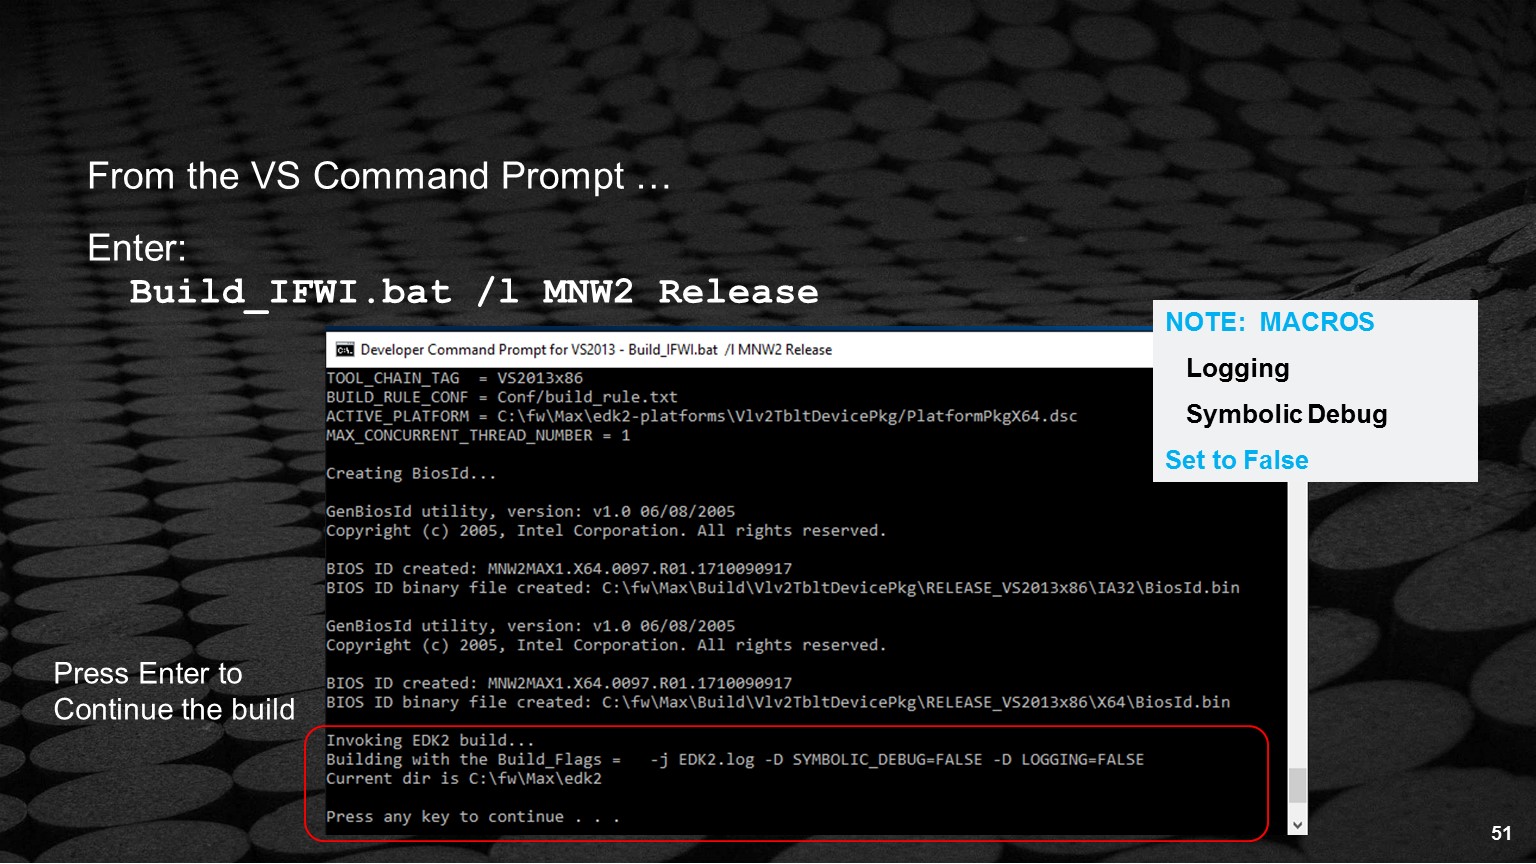 From the VS Command Prompt …
Enter:
Build_IFWI.bat /l MNW2 Release
NOTE: MACROS
Logging
Symbolic Debug
Set to False
Developer Command Prompt for VS2013 - Build_IFWI.bat /l MNW2 Release
TOOL_CHAIN_TAG = VS2013x86
BUILD_RULE_CONF = Conf/build_rule.txt
ACTIVE_PLATFORM = C:\fw\Max\edk2-platforms\Vlv2TbltDevicePkg/PlatformPkgX64.dsc
MAX_CONCURRENT_THREAD_NUMBER = 1
Creating BiosId...
GenBiosId utility, version: v1.0 06/08/2005
Copyright (c) 2005, Intel Corporation. All rights reserved.
BIOS ID created: MNW2MAX1.X64.0097.R01.1710090917
BIOS ID binary file created: C:\fw\Max\Build\Vlv2TbltDevicePkg\RELEASE_VS2013x86\IA32\BiosId.bin
GenBiosId utility, version: v1.0 06/08/2005
Copyright (c) 2005, Intel Corporation. All rights reserved.
BIOS ID created: MNW2MAX1.X64.0097.R01.1710090917
BIOS ID binary file created: C:\fw\Max\Build\Vlv2TbltDevicePkg\RELEASE_VS2013x86\X64\BiosId.bin
Press Enter to
Continue the build
Invoking EDK2 build...
Building with the Build_Flags =   -j EDK2.log -D SYMBOLIC_DEBUG=FALSE -D LOGGING=FALSE
Current dir is C:\fw\Max\edk2
Press any key to continue . . .
51